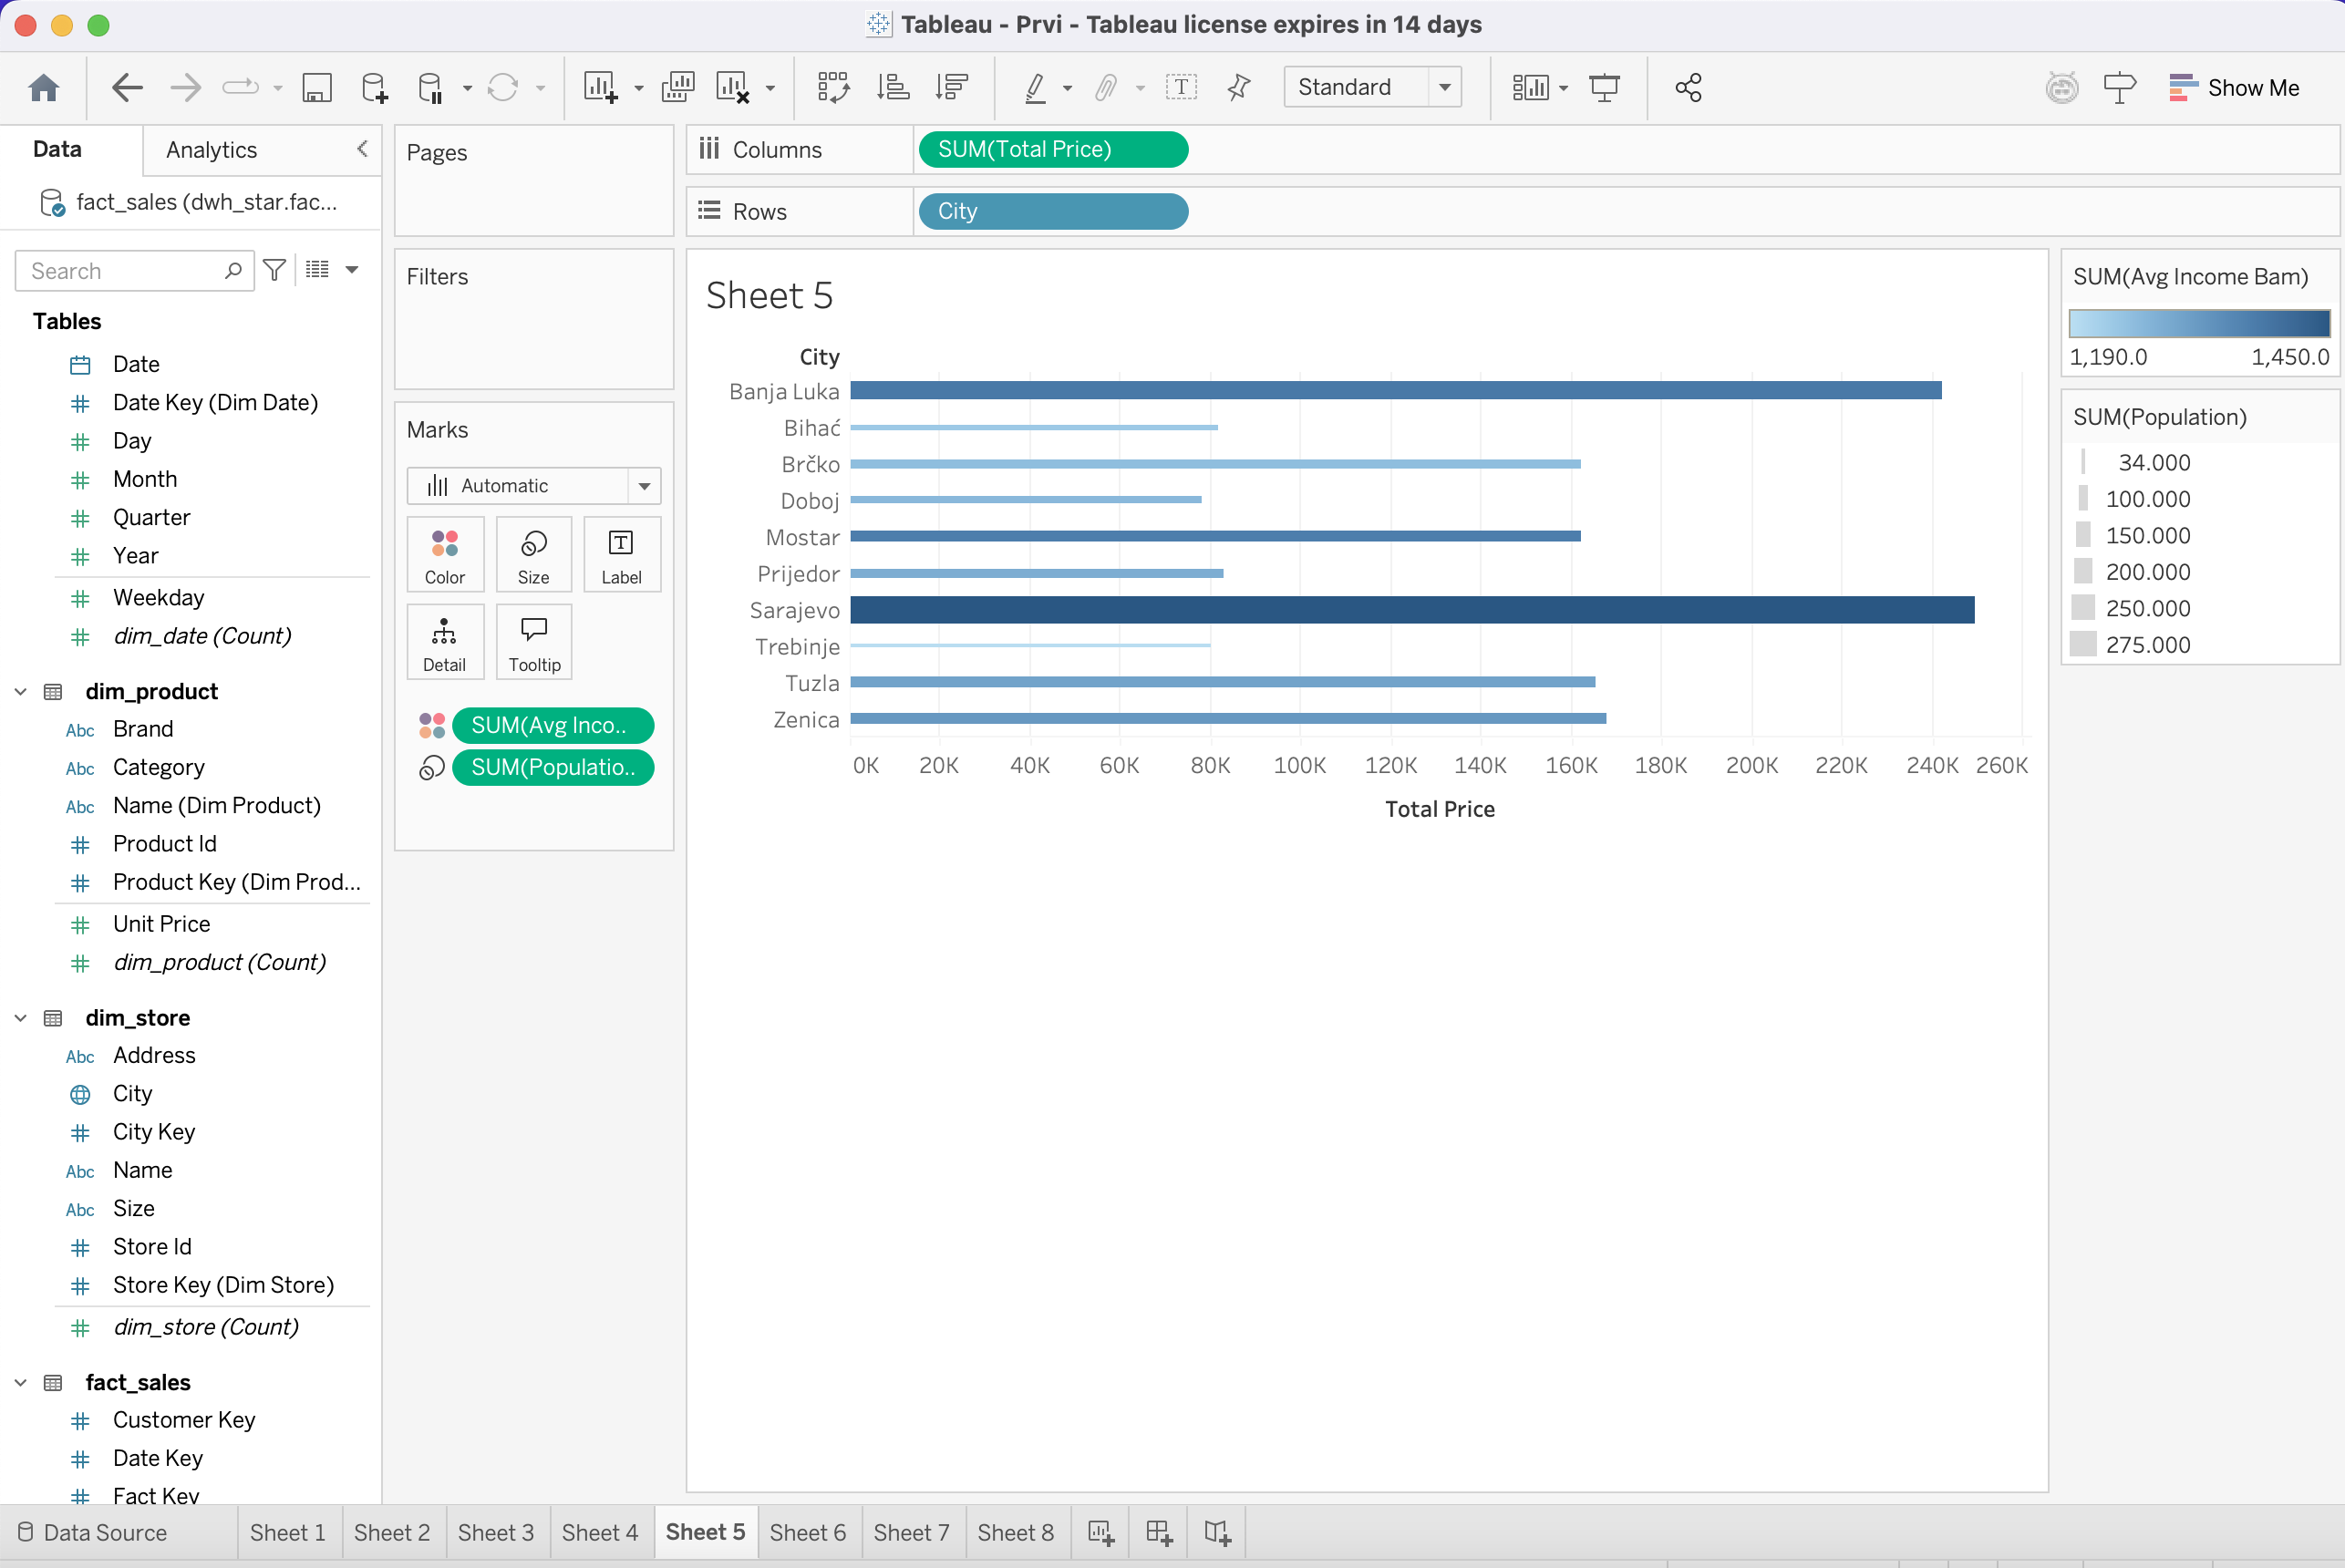 Tableau - Prvi - Tableau license expires in 14 days
Standard
Show Me
Data
Analytics
fact_sales (dwh_star.fac...
Search
Tables
Date
Date Key (Dim Date)
Day
Month
Quarter
Year
Weekday
dim_date (Count)
dim_product
Abc Brand
Abc Category
Abc Name (Dim Product)
Product Id
Product Key (Dim Prod...
Unit Price
dim_product (Count)
dim_store
Abc Address
City
City Key
Abc Name
Abc Size
Store Id
Store Key (Dim Store)
dim_store (Count)
fact_sales
Customer Key
Date Key
Fact Key
Pages
Filters
Marks
Automatic
Color
Size
Label
Detail
Tooltip
SUM(Avg Inco..
SUM(Populatio..
Columns
SUM(Total Price)
Rows
City
Sheet 5
City
Banja Luka
Bihać
Brčko
Doboj
Mostar
Prijedor
Sarajevo
Trebinje
Tuzla
Zenica
0K 20K 40K 60K 80K 100K 120K 140K 160K 180K 200K 220K 240K 260K
Total Price
SUM(Avg Income Bam)
1,190.0 1,450.0
SUM(Population)
34.000
100.000
150.000
200.000
250.000
275.000
Data Source
Sheet 1
Sheet 2
Sheet 3
Sheet 4
Sheet 5
Sheet 6
Sheet 7
Sheet 8